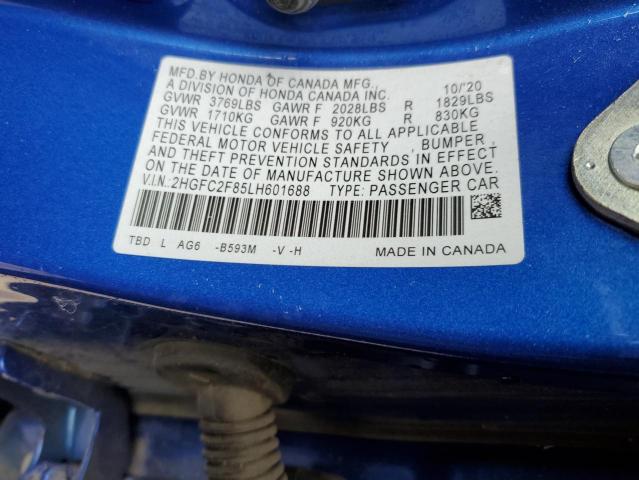 MFD.BY HONDA OF CANADA MFG.,
A DIVISION OF HONDA CANADA INC. 10/'20
GVWR 3769LBS GAWR F 2028LBS R 1829LBS
GVWR 1710KG GAWR F 920KG R 830KG
THIS VEHICLE CONFORMS TO ALL APPLICABLE
FEDERAL MOTOR VEHICLE SAFETY , BUMPER ,
AND THEFT PREVENTION STANDARDS IN EFFECT
ON THE DATE OF MANUFACTURE SHOWN ABOVE.
V.I.N.:2HGFC2F85LH601688 TYPE: PASSENGER CAR
TBD L AG6 -B593M -V -H MADE IN CANADA